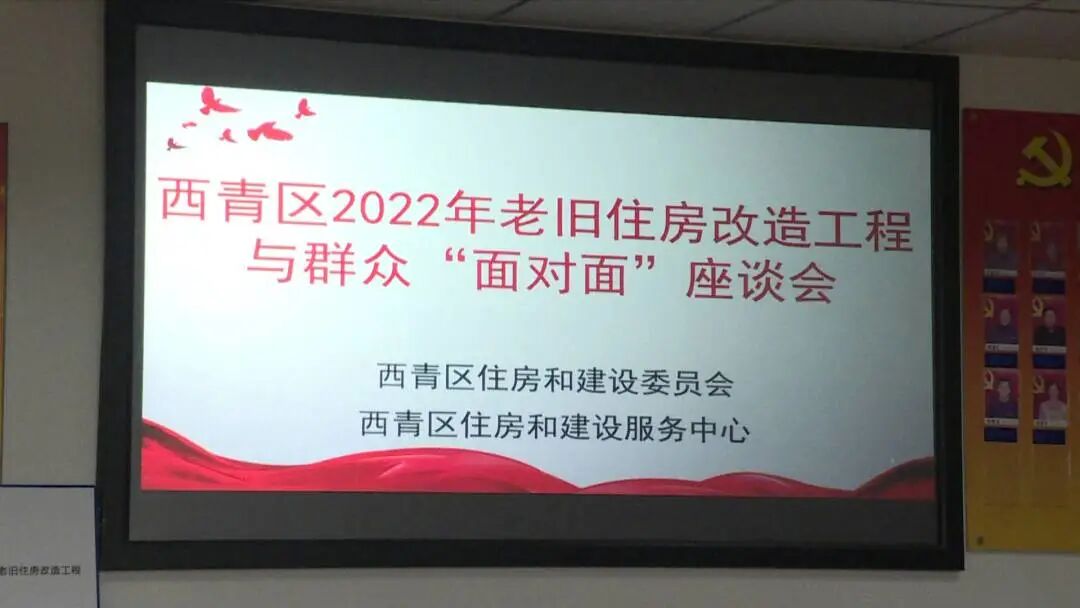 西青区2022年老旧住房改造工程
与群众“面对面”座谈会
西青区住房和建设委员会
西青区住房和建设服务中心
老旧住房改造工程